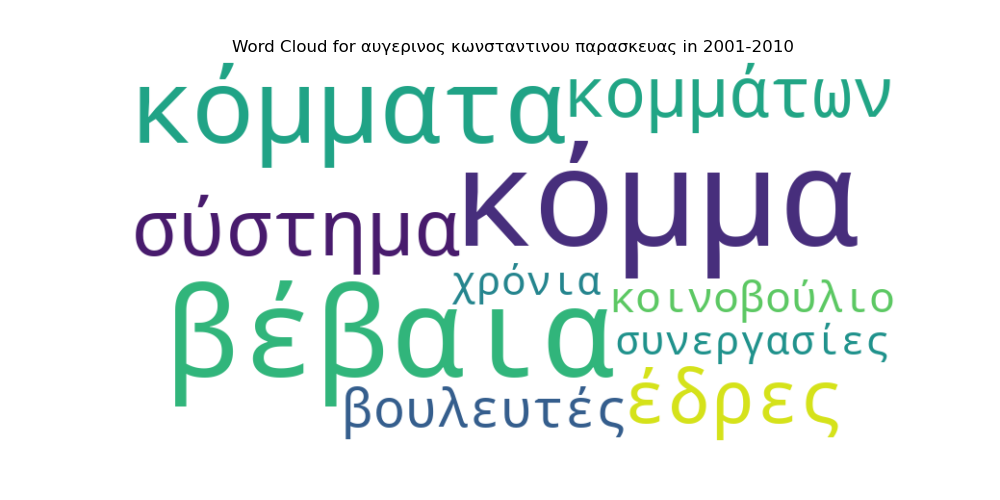 Word Cloud for αυγερινος κωνσταντινου παρασκευας in 2001-2010
κόμματα κομμάτων
σύστημα κόμμα
χρόνια κοινοβούλιο
βέβαια συνεργασίες
βουλευτές έδρες